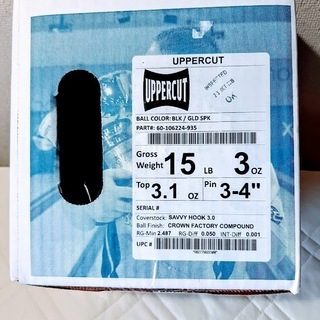 UPPERCUT
UPPERCUT
BALL COLOR: BLK / GLD SPK
PART#: 60-106224-935
Gross Weight 15 LB 3 OZ
Top 3.1 OZ Pin 3-4"
SERIAL #
Coverstock: SAVVY HOOK 3.0
Ball Finish: CROWN FACTORY COMPOUND
RG-Min 2.487 RG-Diff 0.050 INT-Diff 0.001
UPC #